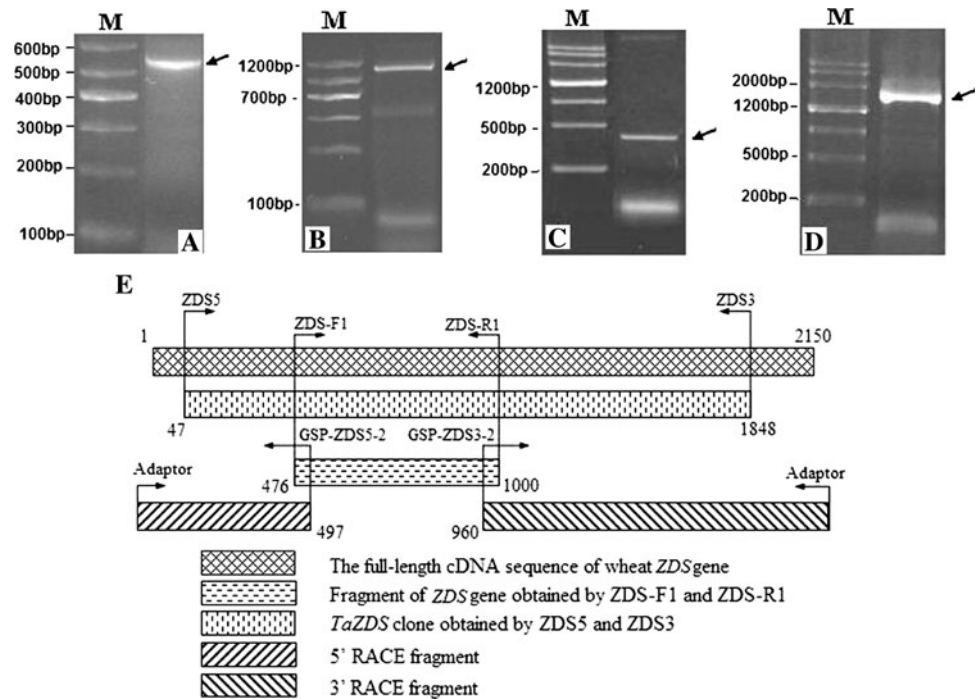 M
600bp
500bp
400bp
300bp
200bp
100bp
A
M
1200bp
700bp
100bp
B
M
1200bp
500bp
200bp
C
M
2000bp
1200bp
500bp
200bp
D
E
ZDS5
ZDS3
1
ZDS-F1
ZDS-R1
2150
47
GSP-ZDS5-2
GSP-ZDS3-2
1848
Adaptor
476
1000
Adaptor
497
960
The full-length cDNA sequence of wheat ZDS gene
Fragment of ZDS gene obtained by ZDS-F1 and ZDS-R1
TaZDS clone obtained by ZDS5 and ZDS3
5' RACE fragment
3' RACE fragment